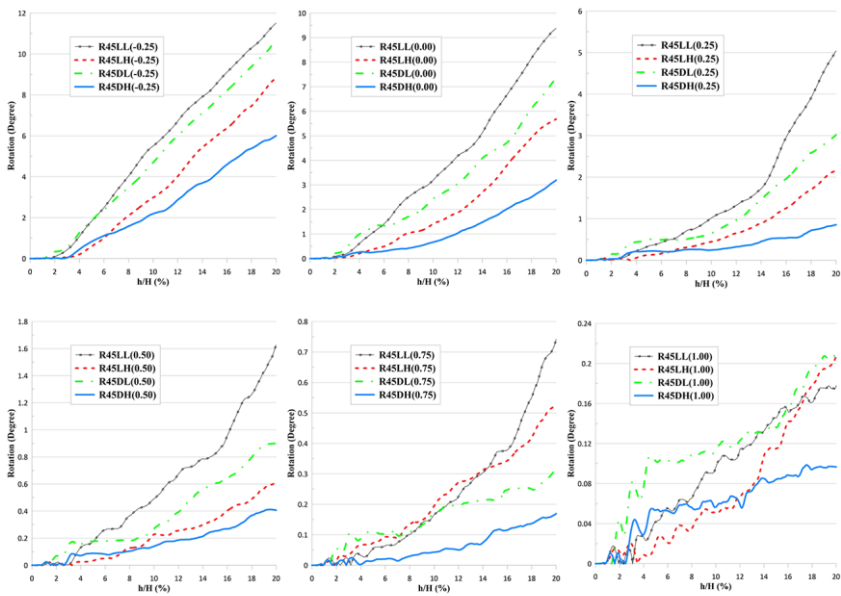 12
10
8
6
4
2
0
Rotation (Degree)
R45LL(-0.25)
R45LH(-0.25)
R45DL(-0.25)
R45DH(-0.25)
0 2 4 6 8 10 12 14 16 18 20
h/H (%)
10
9
8
7
6
5
4
3
2
1
0
Rotation (Degree)
R45LL(0.00)
R45LH(0.00)
R45DL(0.00)
R45DH(0.00)
0 2 4 6 8 10 12 14 16 18 20
h/H (%)
6
5
4
3
2
1
0
Rotation (Degree)
R45LL(0.25)
R45LH(0.25)
R45DL(0.25)
R45DH(0.25)
0 2 4 6 8 10 12 14 16 18 20
h/H (%)
1.8
1.6
1.4
1.2
1
0.8
0.6
0.4
0.2
0
Rotation (Degree)
R45LL(0.50)
R45LH(0.50)
R45DL(0.50)
R45DH(0.50)
0 2 4 6 8 10 12 14 16 18 20
h/H (%)
0.8
0.7
0.6
0.5
0.4
0.3
0.2
0.1
0
Rotation (Degree)
R45LL(0.75)
R45LH(0.75)
R45DL(0.75)
R45DH(0.75)
0 2 4 6 8 10 12 14 16 18 20
h/H (%)
0.24
0.2
0.16
0.12
0.08
0.04
0
Rotation (Degree)
R45LL(1.00)
R45LH(1.00)
R45DL(1.00)
R45DH(1.00)
0 2 4 6 8 10 12 14 16 18 20
h/H (%)